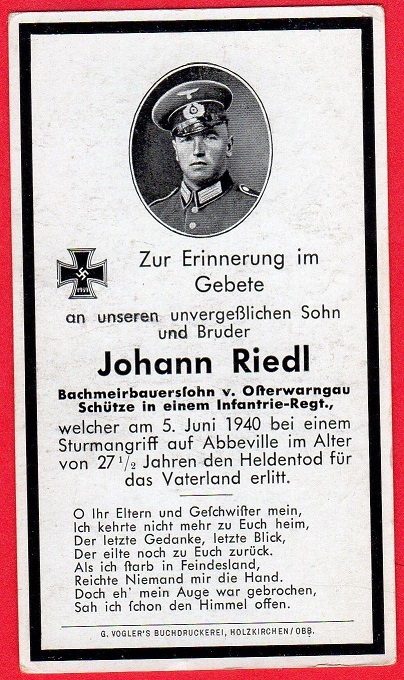 Zur Erinnerung im
Gebete
an unseren unvergeßlichen Sohn
und Bruder
Johann Riedl
Bachmeirbauersſohn v. Oſterwarngau
Schütze in einem Infantrie-Regt.,
welcher am 5. Juni 1940 bei einem
Sturmangriff auf Abbeville im Alter
von 27 1/2 Jahren den Heldentod für
das Vaterland erlitt.
O Ihr Eltern und Geſchwiſter mein,
Ich kehrte nicht mehr zu Euch heim,
Der letzte Gedanke, letzte Blick,
Der eilte noch zu Euch zurück.
Als ich ſtarb in Feindesland,
Reichte Niemand mir die Hand.
Doch eh' mein Auge war gebrochen,
Sah ich ſchon den Himmel offen.
G. VOGLER'S BUCHDRUCKEREI, HOLZKIRCHEN/OBB.